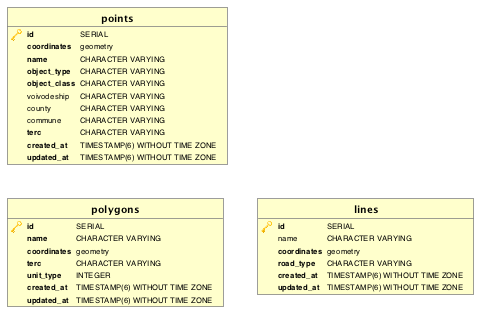 points
id SERIAL
coordinates geometry
name CHARACTER VARYING
object_type CHARACTER VARYING
object_class CHARACTER VARYING
voivodeship CHARACTER VARYING
county CHARACTER VARYING
commune CHARACTER VARYING
terc CHARACTER VARYING
created_at TIMESTAMP(6) WITHOUT TIME ZONE
updated_at TIMESTAMP(6) WITHOUT TIME ZONE
polygons
id SERIAL
name CHARACTER VARYING
coordinates geometry
terc CHARACTER VARYING
unit_type INTEGER
created_at TIMESTAMP(6) WITHOUT TIME ZONE
updated_at TIMESTAMP(6) WITHOUT TIME ZONE
lines
id SERIAL
name CHARACTER VARYING
coordinates geometry
road_type CHARACTER VARYING
created_at TIMESTAMP(6) WITHOUT TIME ZONE
updated_at TIMESTAMP(6) WITHOUT TIME ZONE